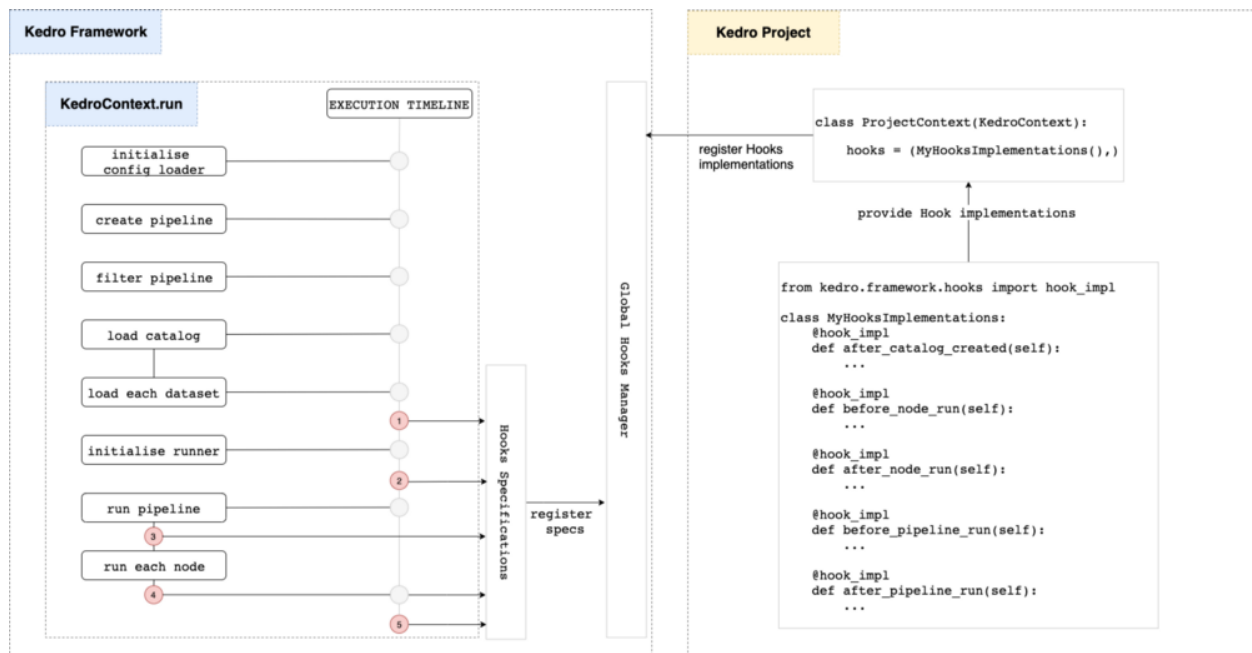 Kedro Framework
KedroContext.run
EXECUTION TIMELINE
initialise
config loader
create pipeline
filter pipeline
load catalog
load each dataset
1
initialise runner
2
run pipeline
3
run each node
4
5
Hooks Specifications
register
specs
Global Hooks Manager
Kedro Project
register Hooks
implementations
class ProjectContext(KedroContext):
hooks = (MyHooksImplementations(),)
provide Hook implementations
from kedro.framework.hooks import hook_impl
class MyHooksImplementations:
@hook_impl
def after_catalog_created(self):
...
@hook_impl
def before_node_run(self):
...
@hook_impl
def after_node_run(self):
...
@hook_impl
def before_pipeline_run(self):
...
@hook_impl
def after_pipeline_run(self):
...